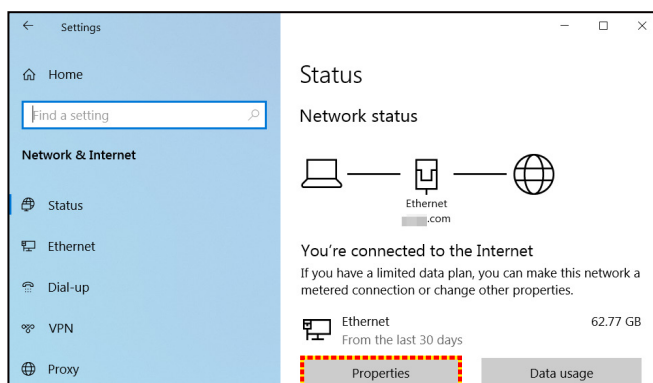 Settings
Home
Find a setting
Network & Internet
Status
Ethernet
Dial-up
VPN
Proxy
Status
Network status
Ethernet
.com
You're connected to the Internet
If you have a limited data plan, you can make this network a
metered connection or change other properties.
Ethernet 62.77 GB
From the last 30 days
Properties Data usage